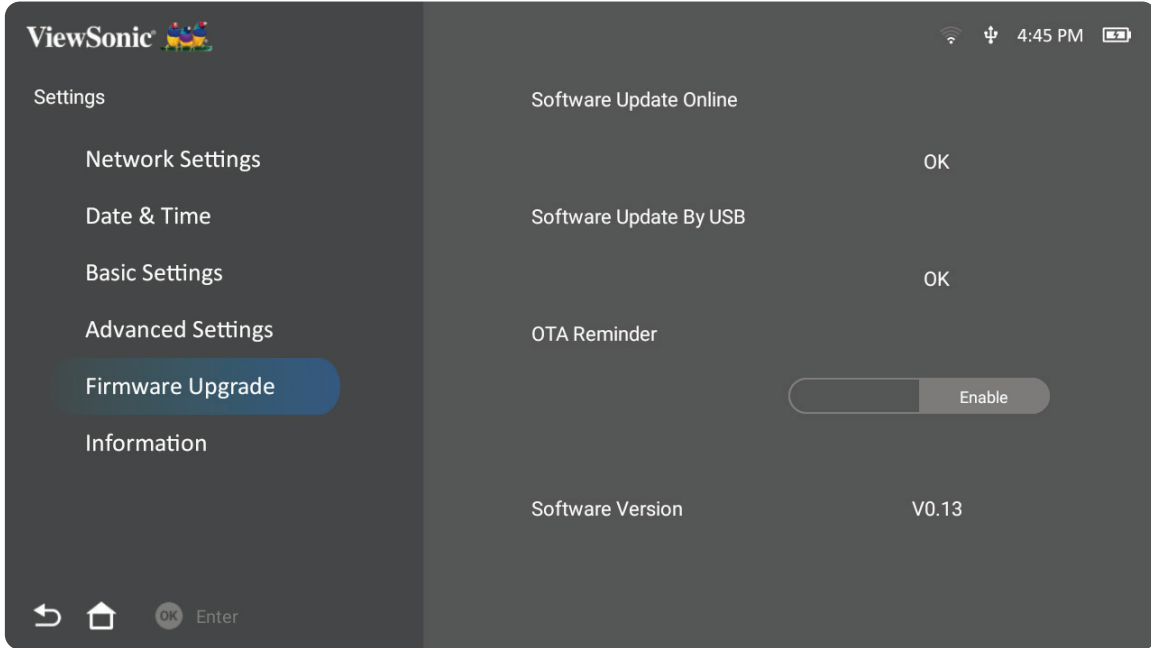 ViewSonic®
4:45 PM
Settings
Network Settings
Date & Time
Basic Settings
Advanced Settings
Firmware Upgrade
Information
OK Enter
Software Update Online
OK
Software Update By USB
OK
OTA Reminder
Enable
Software Version V0.13